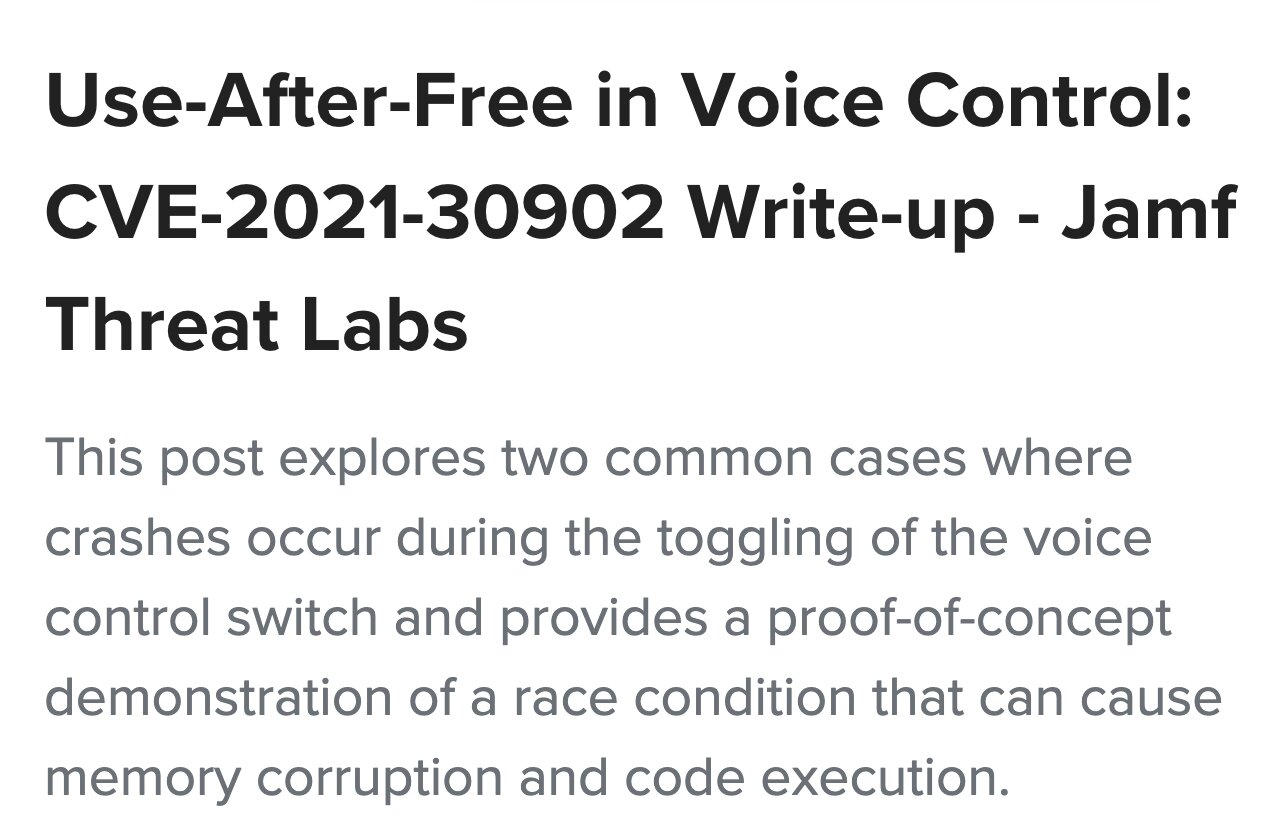 Use-After-Free in Voice Control:
CVE-2021-30902 Write-up - Jamf
Threat Labs
This post explores two common cases where
crashes occur during the toggling of the voice
control switch and provides a proof-of-concept
demonstration of a race condition that can cause
memory corruption and code execution.